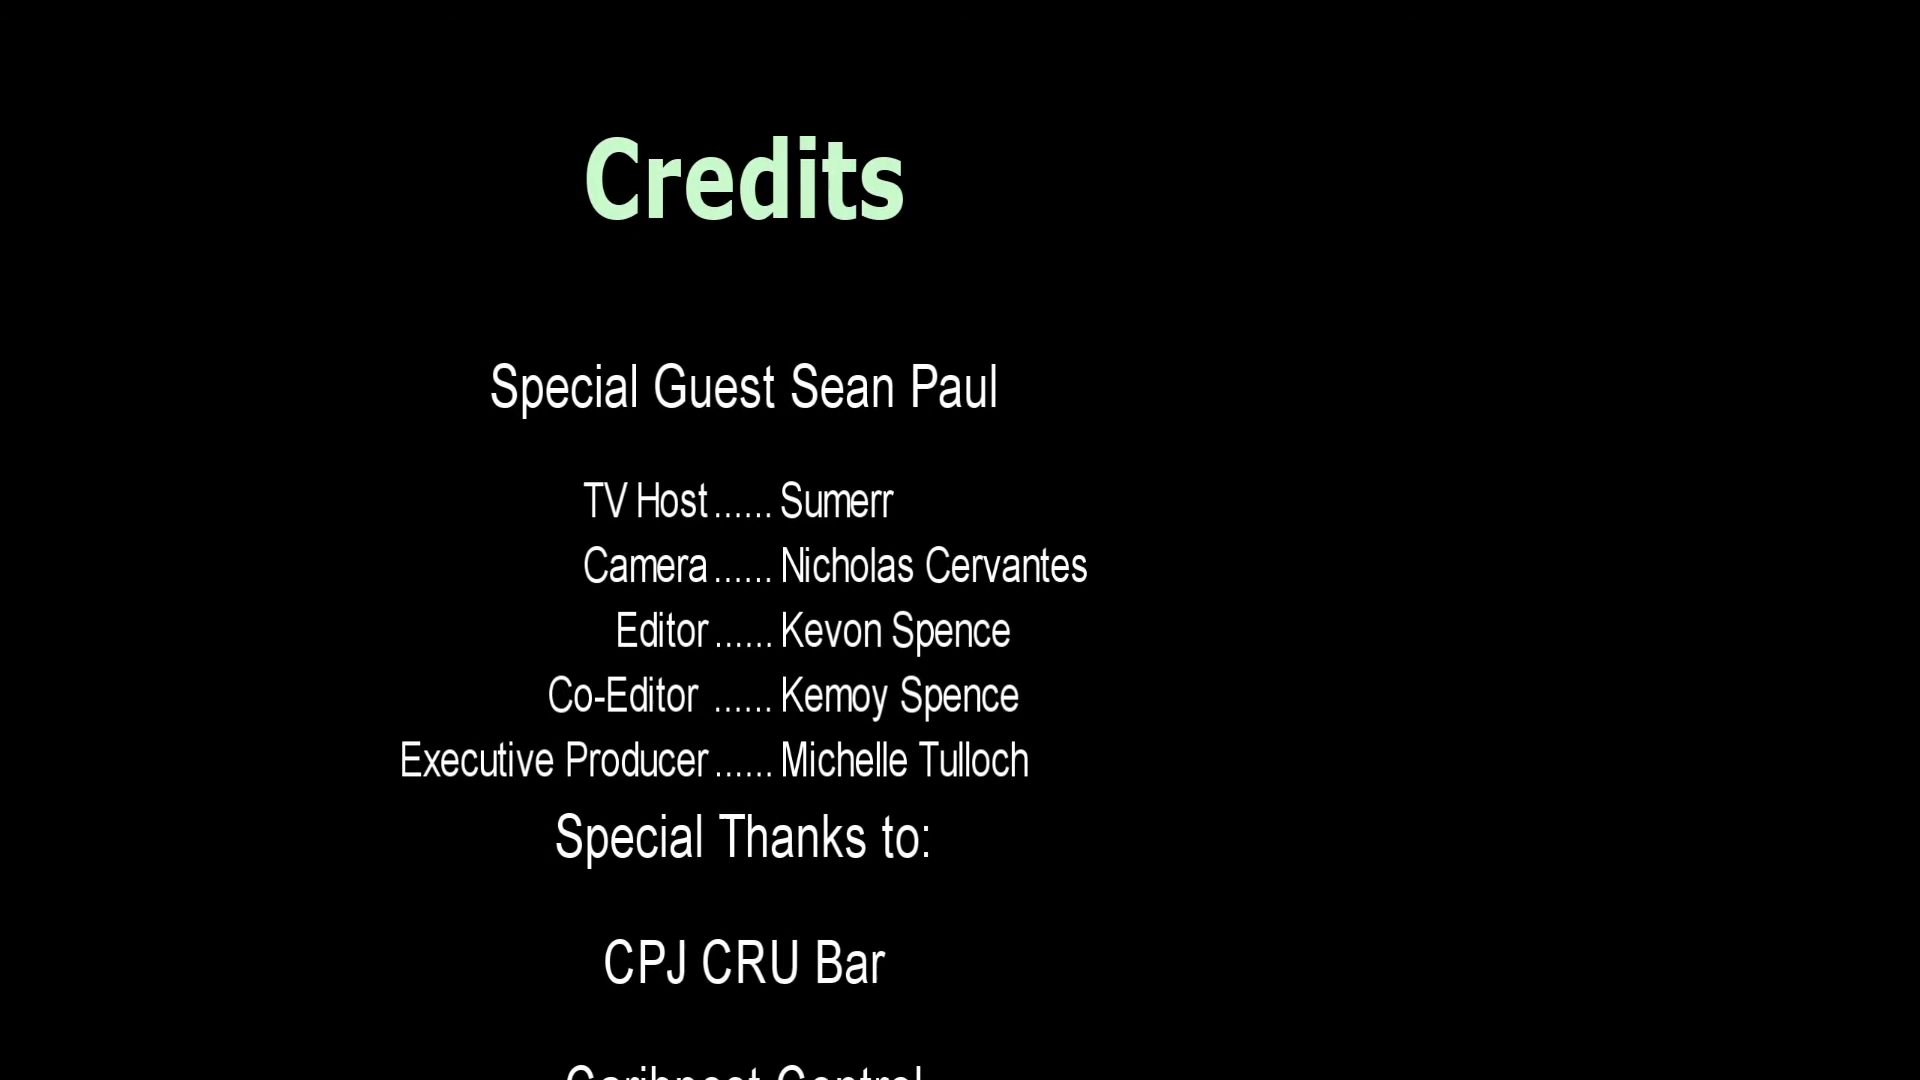 Credits
Special Guest Sean Paul
TV Host ...... Sumerr
Camera ...... Nicholas Cervantes
Editor ...... Kevon Spence
Co-Editor ...... Kemoy Spence
Executive Producer ...... Michelle Tulloch
Special Thanks to:
CPJ CRU Bar